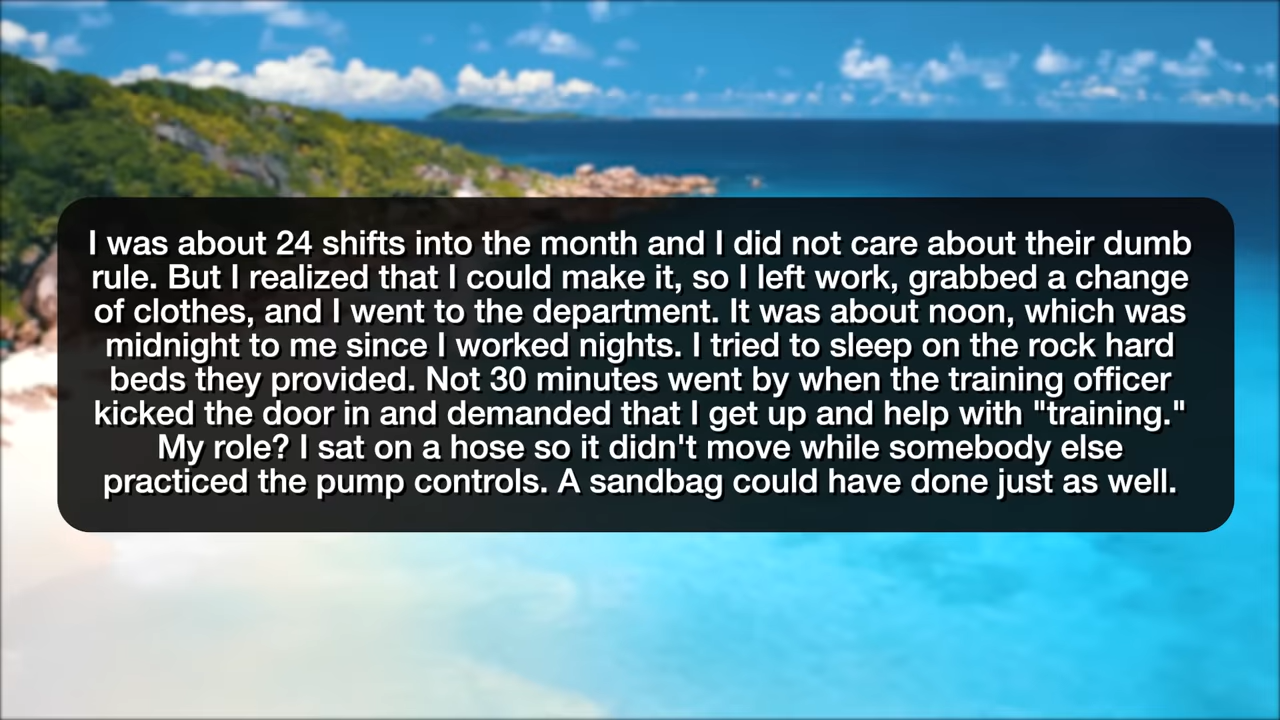 I was about 24 shifts into the month and I did not care about their dumb
rule. But I realized that I could make it, so I left work, grabbed a change
of clothes, and I went to the department. It was about noon, which was
midnight to me since I worked nights. I tried to sleep on the rock hard
beds they provided. Not 30 minutes went by when the training officer
kicked the door in and demanded that I get up and help with "training."
My role? I sat on a hose so it didn't move while somebody else
practiced the pump controls. A sandbag could have done just as well.